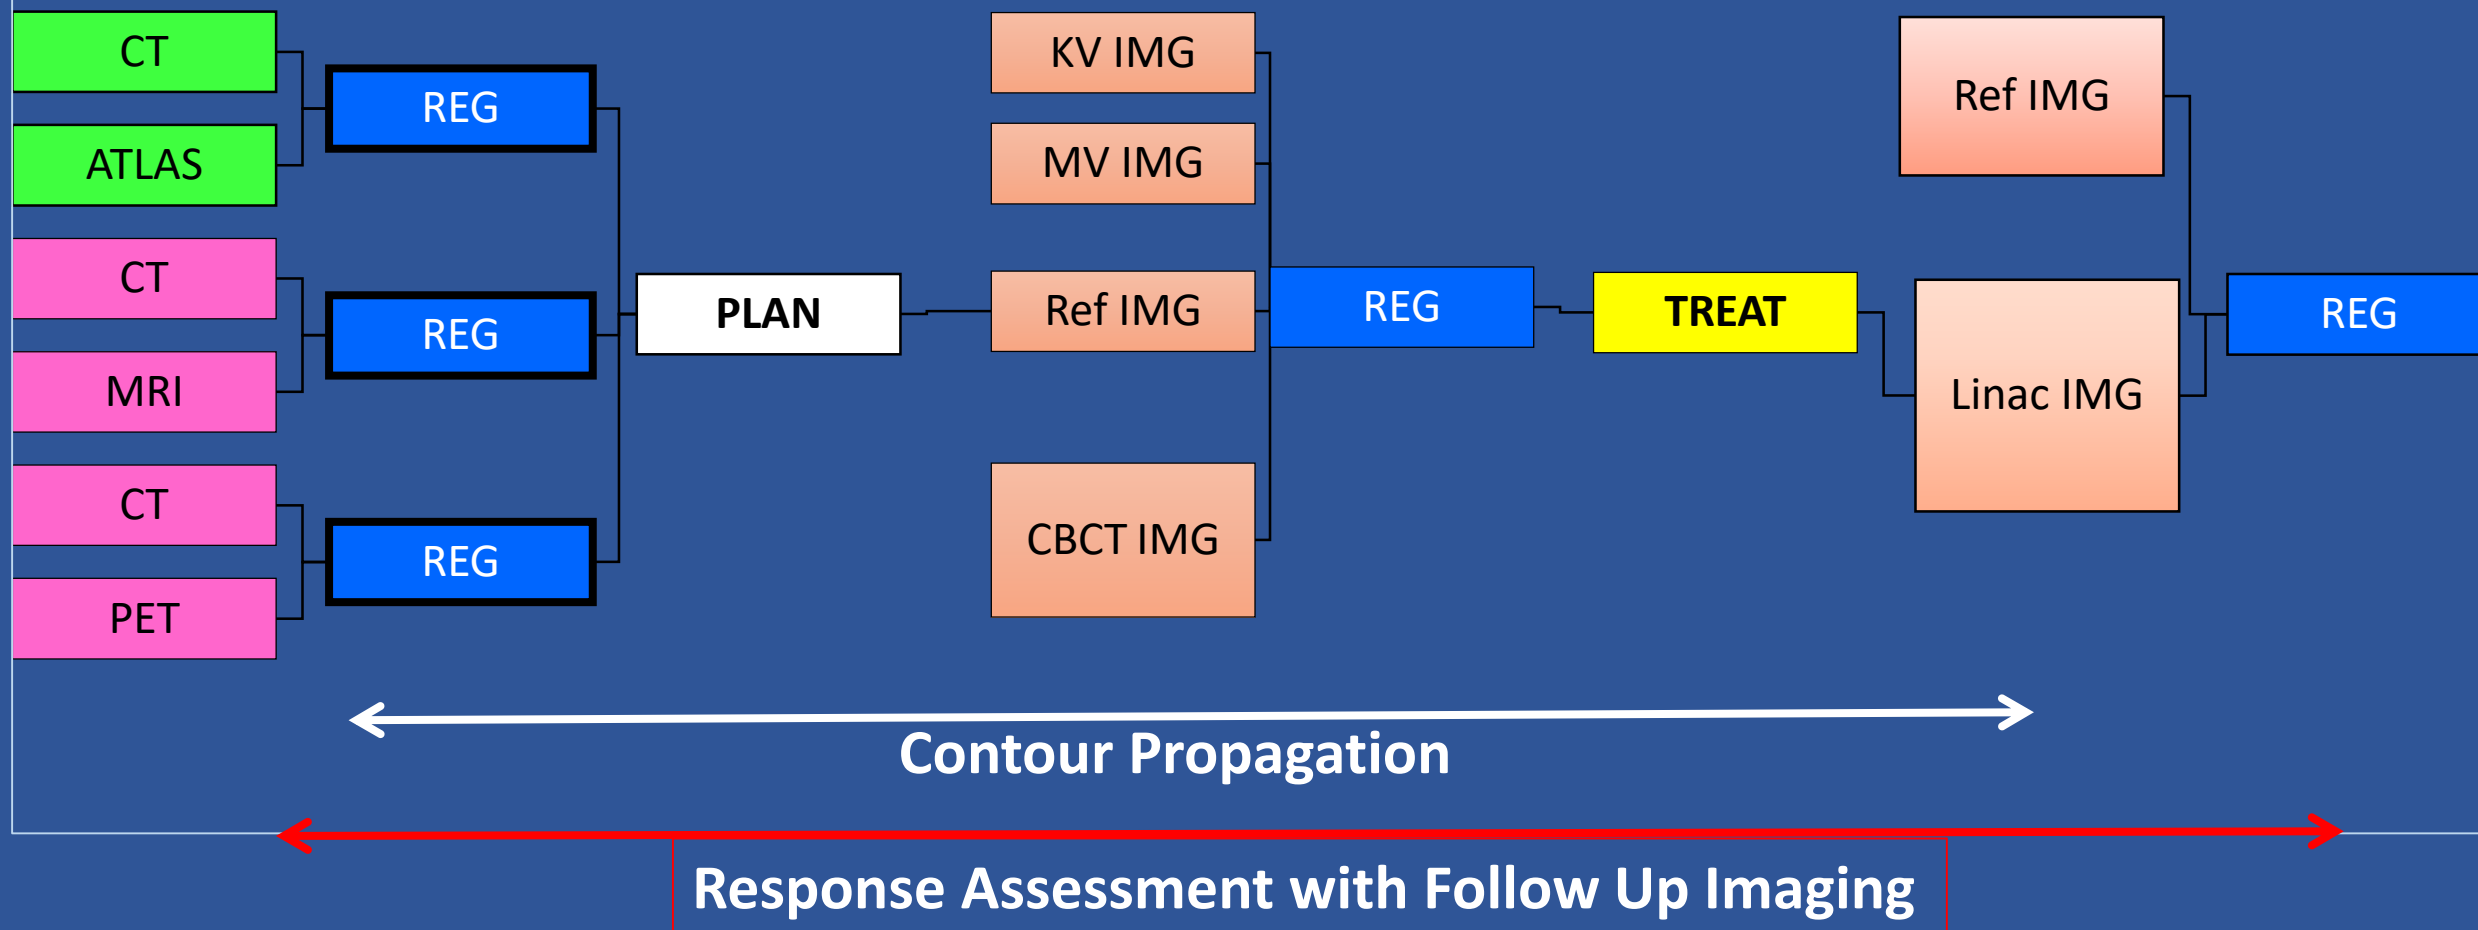 CT
ATLAS
REG
CT
MRI
REG
CT
PET
REG
PLAN
KV IMG
MV IMG
Ref IMG
CBCT IMG
REG
TREAT
Ref IMG
Linac IMG
REG
Contour Propagation
Response Assessment with Follow Up Imaging